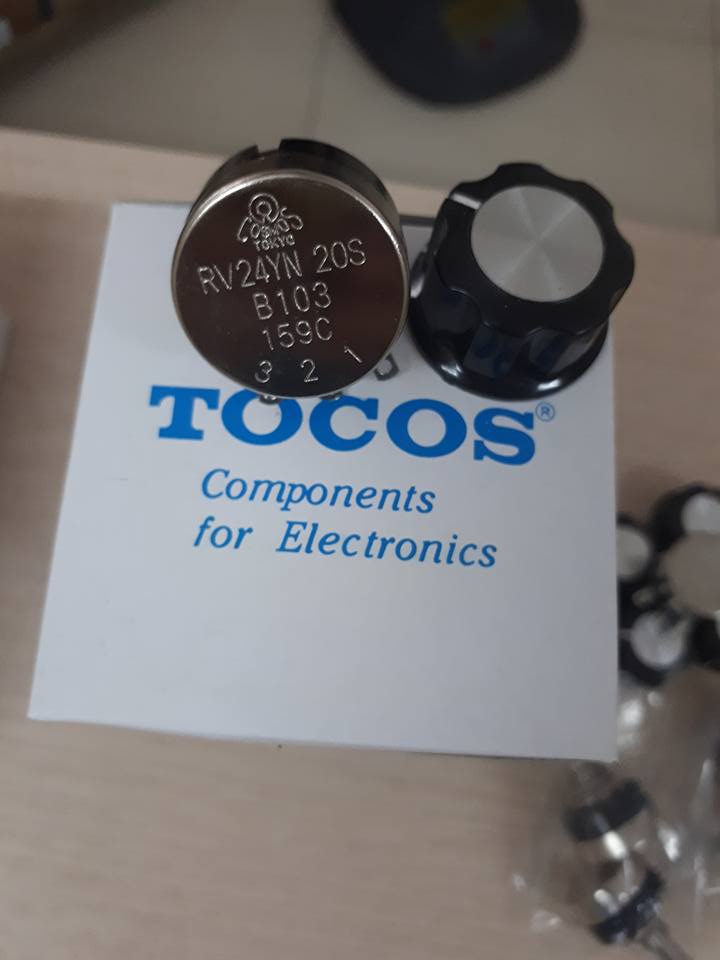 COSMOS
TOKYO
RV24YN 20S
B103
159C
3 2 1
TOCOS®
Components
for Electronics